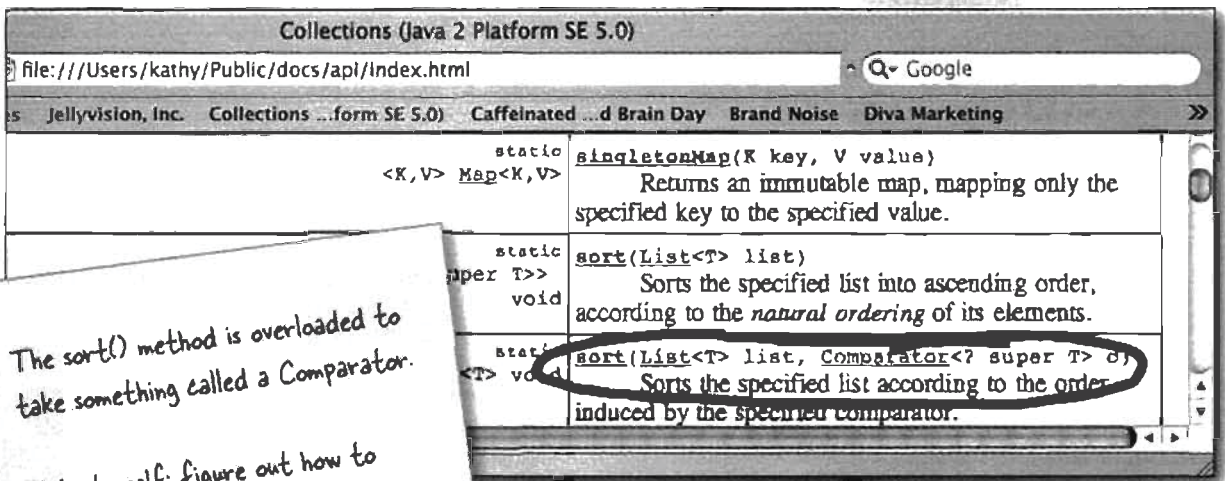 Collections (Java 2 Platform SE 5.0)
file:///Users/kathy/Public/docs/api/index.html
Google
es Jellyvision, Inc. Collections ...form SE 5.0) Caffeinated ...d Brain Day Brand Noise Diva Marketing »
static
<K,V> Map<K,V>
singletonMap(K key, V value)
Returns an immutable map, mapping only the
specified key to the specified value.
static
super T>>
void
sort(List<T> list)
Sorts the specified list into ascending order,
according to the natural ordering of its elements.
static
<T> void
sort(List<T> list, Comparator<? super T> c)
Sorts the specified list according to the order
induced by the specified comparator.
The sort() method is overloaded to
take something called a Comparator.
self: figure out how to